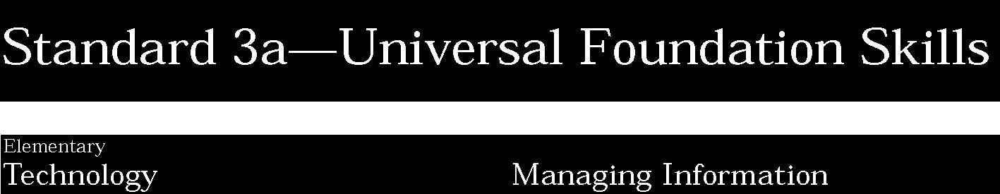 Standard 3a—Universal Foundation Skills
Elementary
Technology Managing Information